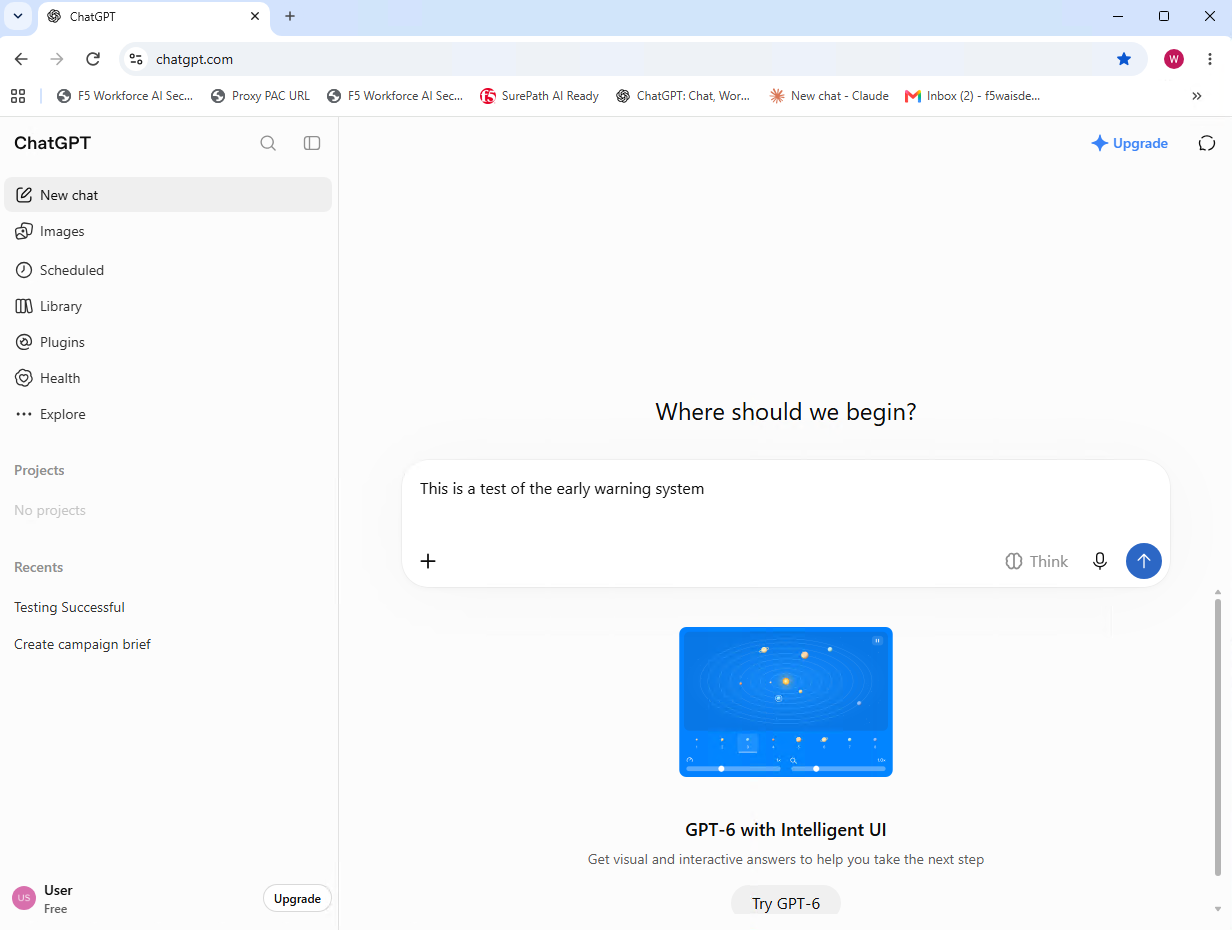 ChatGPT
chatgpt.com
W
F5 Workforce AI Sec...
Proxy PAC URL
F5 Workforce AI Sec...
SurePath AI Ready
ChatGPT: Chat, Wor...
New chat - Claude
Inbox (2) - f5waisde...
ChatGPT
Upgrade
New chat
Images
Scheduled
Library
Plugins
Health
Explore
Projects
No projects
Recents
Testing Successful
Create campaign brief
Where should we begin?
This is a test of the early warning system
Think
GPT-6 with Intelligent UI
Get visual and interactive answers to help you take the next step
Try GPT-6
US
User
Free
Upgrade